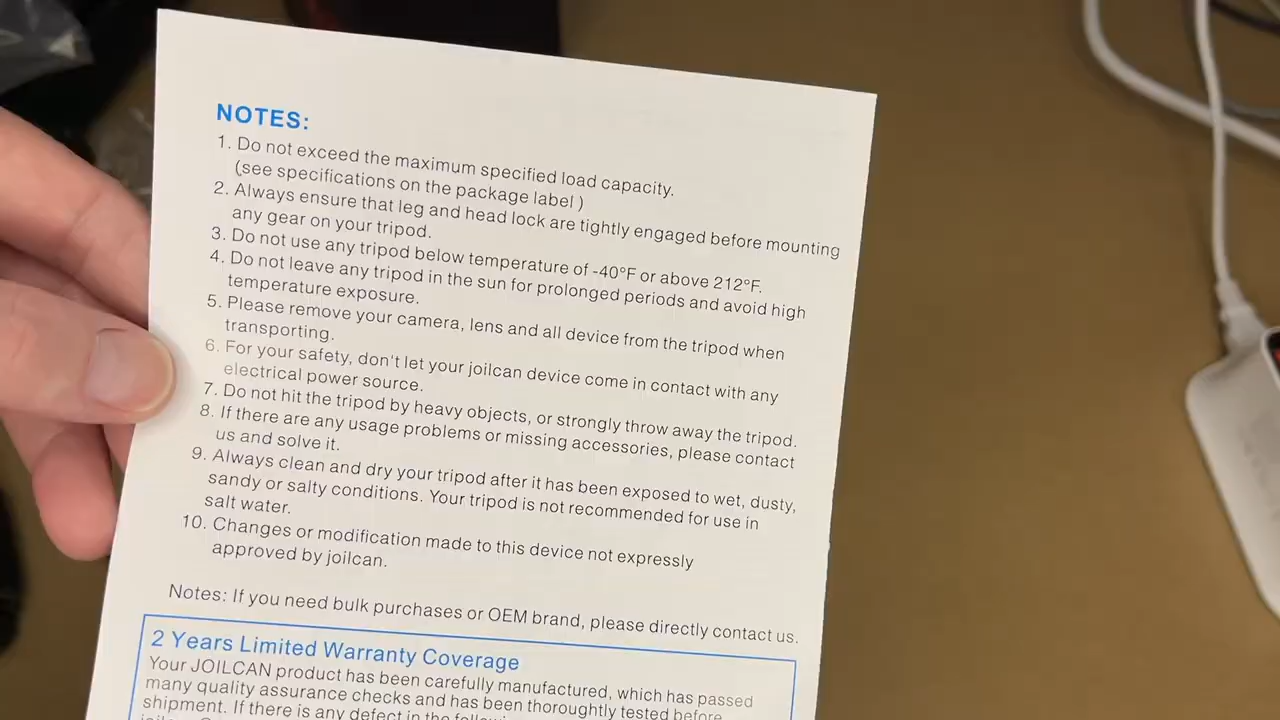 NOTES:
1. Do not exceed the maximum specified load capacity.
(see specifications on the package label )
2. Always ensure that leg and head lock are tightly engaged before mounting
any gear on your tripod.
3. Do not use any tripod below temperature of -40°F or above 212°F.
4. Do not leave any tripod in the sun for prolonged periods and avoid high
temperature exposure.
5. Please remove your camera, lens and all device from the tripod when
transporting.
6. For your safety, don't let your joilcan device come in contact with any
electrical power source.
7. Do not hit the tripod by heavy objects, or strongly throw away the tripod.
8. If there are any usage problems or missing accessories, please contact
us and solve it.
9. Always clean and dry your tripod after it has been exposed to wet, dusty,
sandy or salty conditions. Your tripod is not recommended for use in
salt water.
10. Changes or modification made to this device not expressly
approved by joilcan.
Notes: If you need bulk purchases or OEM brand, please directly contact us.
2 Years Limited Warranty Coverage
Your JOILCAN product has been carefully manufactured, which has passed
many quality assurance checks and has been thoroughtly tested before
shipment. If there is any defect in the